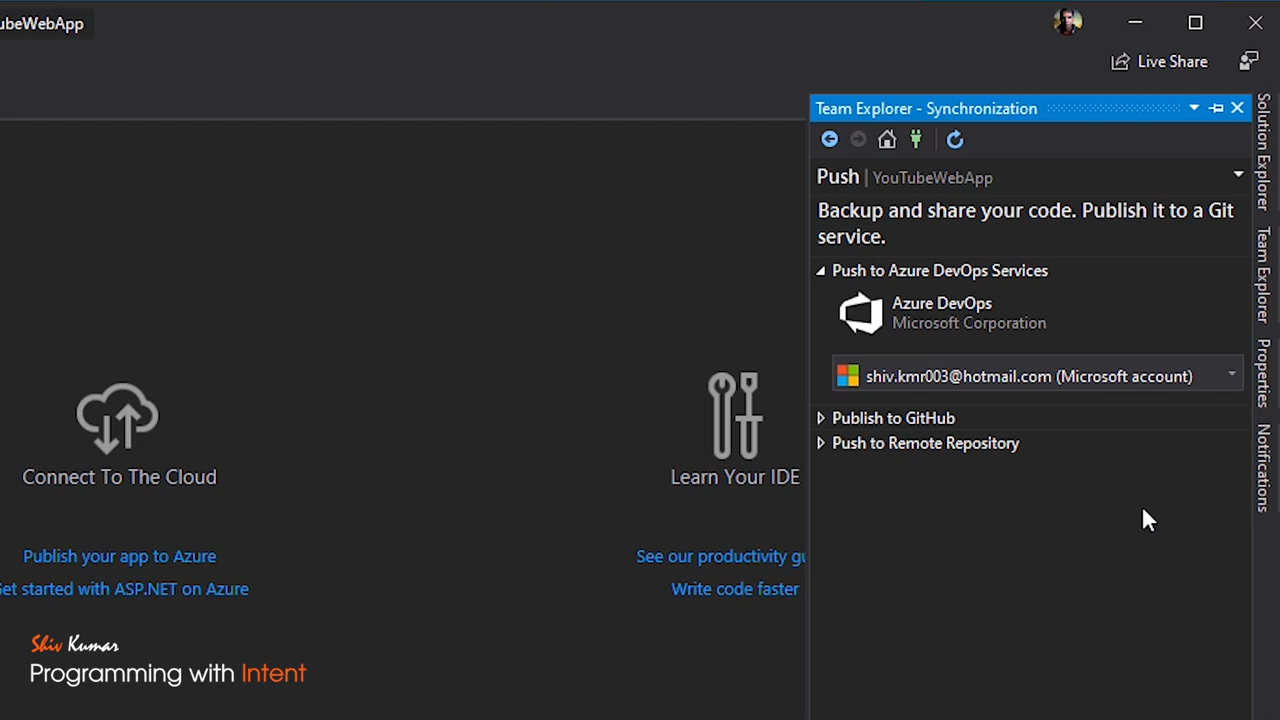 ubeWebApp
Live Share
Team Explorer - Synchronization
Push | YouTubeWebApp
Backup and share your code. Publish it to a Git
service.
Push to Azure DevOps Services
Azure DevOps
Microsoft Corporation
shiv.kmr003@hotmail.com (Microsoft account)
Publish to GitHub
Push to Remote Repository
Solution Explorer
Team Explorer
Properties
Notifications
Connect To The Cloud
Publish your app to Azure
Get started with ASP.NET on Azure
Learn Your IDE
See our productivity gu
Write code faster
Shiv Kumar
Programming with Intent